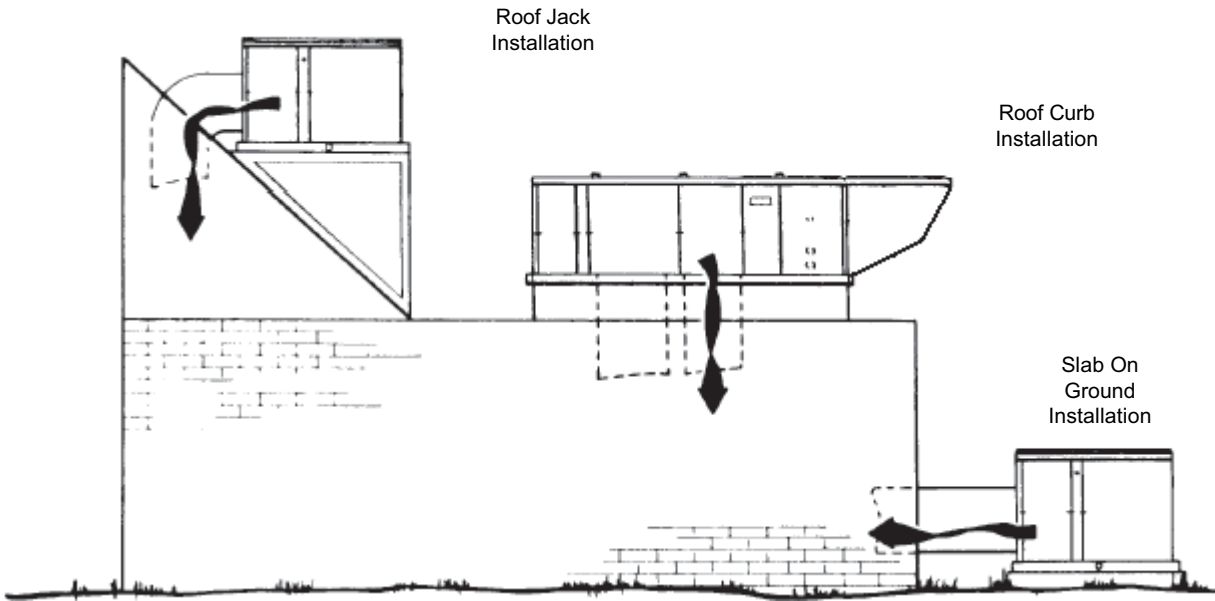 Roof Jack
Installation
Roof Curb
Installation
Slab On
Ground
Installation